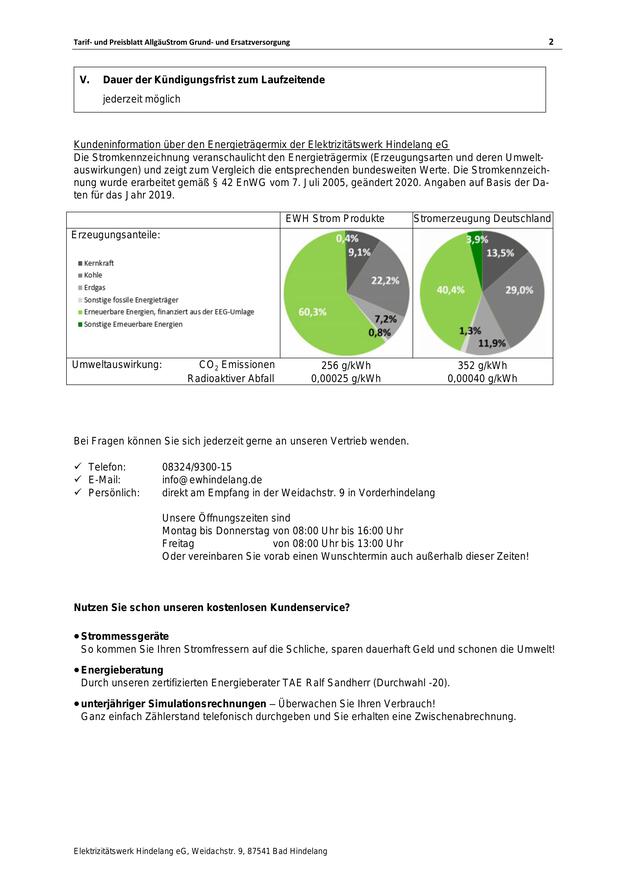 Tarif- und Preisblatt AllgäuStrom Grund- und Ersatzversorgung 2
V. Dauer der Kündigungsfrist zum Laufzeitende
jederzeit möglich
Kundeninformation über den Energieträgermix der Elektrizitätswerk Hindelang eG
Die Stromkennzeichnung veranschaulicht den Energieträgermix (Erzeugungsarten und deren Umwelt-
auswirkungen) und zeigt zum Vergleich die entsprechenden bundesweiten Werte. Die Stromkennzeich-
nung wurde erarbeitet gemäß § 42 EnWG vom 7. Juli 2005, geändert 2020. Angaben auf Basis der Da-
ten für das Jahr 2019.
EWH Strom Produkte Stromerzeugung Deutschland
Erzeugungsanteile:
Kernkraft
Kohle
Erdgas
Sonstige fossile Energieträger
Erneuerbare Energien, finanziert aus der EEG-Umlage
Sonstige Erneuerbare Energien
0,4%
9,1%
22,2%
7,2%
0,8%
60,3%
3,9%
13,5%
29,0%
11,9%
1,3%
40,4%
Umweltauswirkung: CO2 Emissionen 256 g/kWh 352 g/kWh
Radioaktiver Abfall 0,00025 g/kWh 0,00040 g/kWh
Bei Fragen können Sie sich jederzeit gerne an unseren Vertrieb wenden.
✓ Telefon: 08324/9300-15
✓ E-Mail: info@ewhindelang.de
✓ Persönlich: direkt am Empfang in der Weidachstr. 9 in Vorderhindelang
Unsere Öffnungszeiten sind
Montag bis Donnerstag von 08:00 Uhr bis 16:00 Uhr
Freitag von 08:00 Uhr bis 13:00 Uhr
Oder vereinbaren Sie vorab einen Wunschtermin auch außerhalb dieser Zeiten!
Nutzen Sie schon unseren kostenlosen Kundenservice?
• Strommessgeräte
So kommen Sie Ihren Stromfressern auf die Schliche, sparen dauerhaft Geld und schonen die Umwelt!
• Energieberatung
Durch unseren zertifizierten Energieberater TAE Ralf Sandherr (Durchwahl -20).
• unterjähriger Simulationsrechnungen – Überwachen Sie Ihren Verbrauch!
Ganz einfach Zählerstand telefonisch durchgeben und Sie erhalten eine Zwischenabrechnung.
Elektrizitätswerk Hindelang eG, Weidachstr. 9, 87541 Bad Hindelang